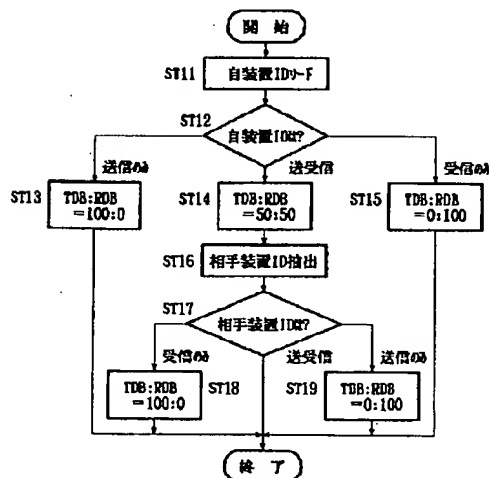 開 始
ST11
自装置IDリード
ST12
自装置IDは?
送信のみ
送受信
受信のみ
ST13
TDB:RDB
=100:0
ST14
TDB:RDB
=50:50
ST15
TDB:RDB
=0:100
ST16
相手装置ID抽出
ST17
相手装置IDは?
受信のみ
送受信
送信のみ
TDB:RDB
=100:0
ST18
ST19
TDB:RDB
=0:100
終 了